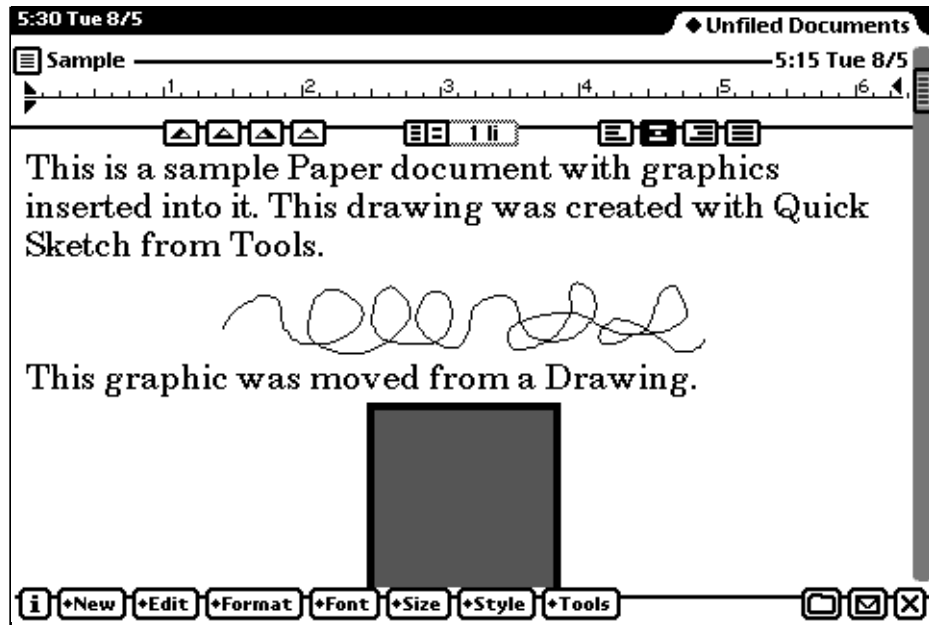 5:30 Tue 8/5 ◆Unfiled Documents
Sample 5:15 Tue 8/5
1 2 3 4 5 6
1 li
This is a sample Paper document with graphics
inserted into it. This drawing was created with Quick
Sketch from Tools.
This graphic was moved from a Drawing.
i ◆New ◆Edit ◆Format ◆Font ◆Size ◆Style ◆Tools X